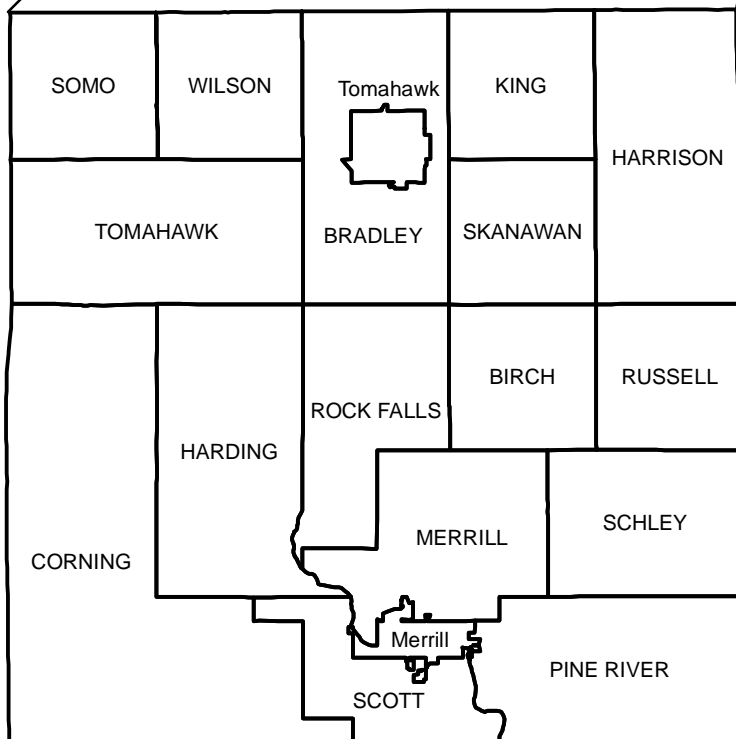 SOMO
WILSON
Tomahawk
KING
HARRISON
TOMAHAWK
BRADLEY
SKANAWAN
BIRCH
RUSSELL
ROCK FALLS
HARDING
SCHLEY
MERRILL
CORNING
Merrill
PINE RIVER
SCOTT